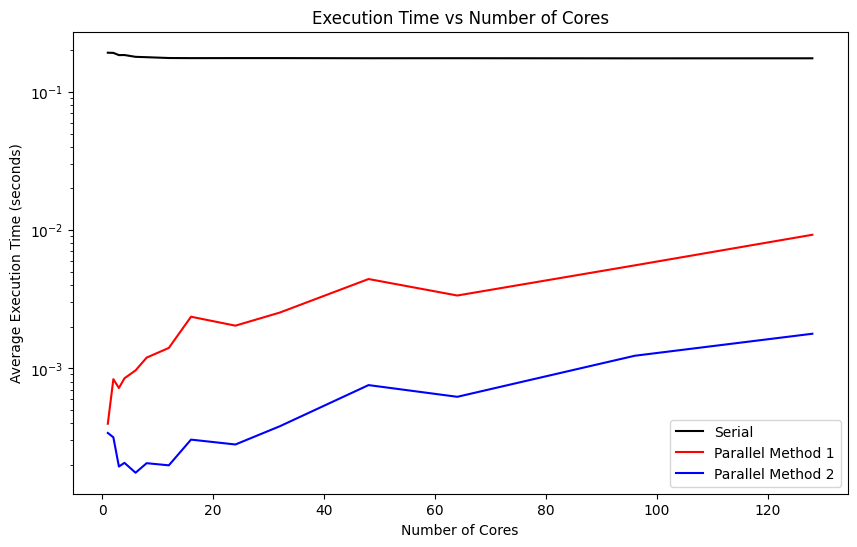 Execution Time vs Number of Cores
Average Execution Time (seconds)
10⁻¹
10⁻²
10⁻³
0 20 40 60 80 100 120
Number of Cores
Serial
Parallel Method 1
Parallel Method 2